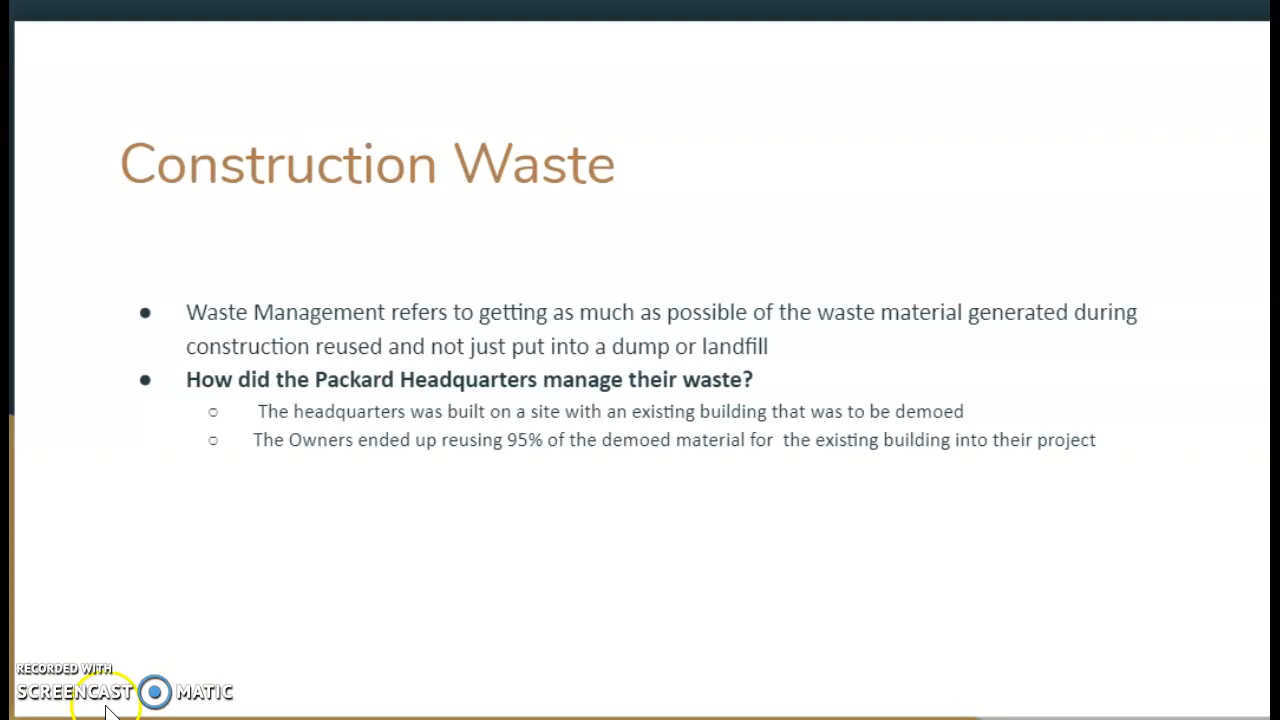 Construction Waste
● Waste Management refers to getting as much as possible of the waste material generated during
construction reused and not just put into a dump or landfill
● How did the Packard Headquarters manage their waste?
○ The headquarters was built on a site with an existing building that was to be demoed
○ The Owners ended up reusing 95% of the demoed material for the existing building into their project
RECORDED WITH
SCREENCAST MATIC